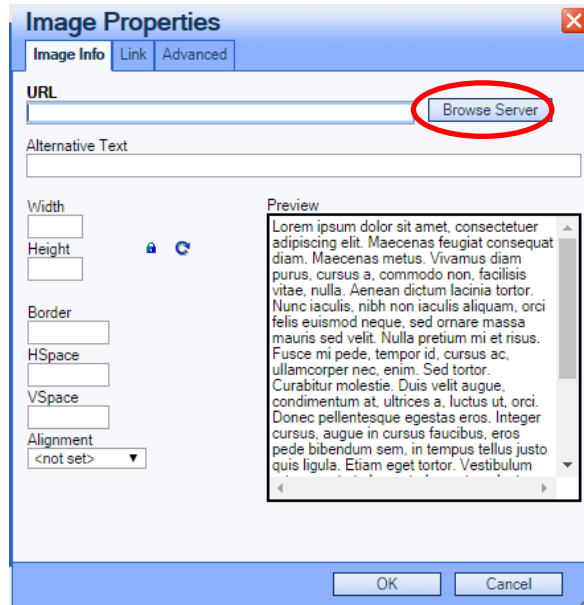 Image Properties
Image Info Link Advanced
URL
Browse Server
Alternative Text
Width
Height
Border
HSpace
VSpace
Alignment
<not set>
Preview
Lorem ipsum dolor sit amet, consectetuer
adipiscing elit. Maecenas feugiat consequat
diam. Maecenas metus. Vivamus diam
purus, cursus a, commodo non, facilisis
vitae, nulla. Aenean dictum lacinia tortor.
Nunc iaculis, nibh non iaculis aliquam, orci
felis euismod neque, sed ornare massa
mauris sed velit. Nulla pretium mi et risus.
Fusce mi pede, tempor id, cursus ac,
ullamcorper nec, enim. Sed tortor.
Curabitur molestie. Duis velit augue,
condimentum at, ultrices a, luctus ut, orci.
Donec pellentesque egestas eros. Integer
cursus, augue in cursus faucibus, eros
pede bibendum sem, in tempus tellus justo
quis ligula. Etiam eget tortor. Vestibulum
OK Cancel